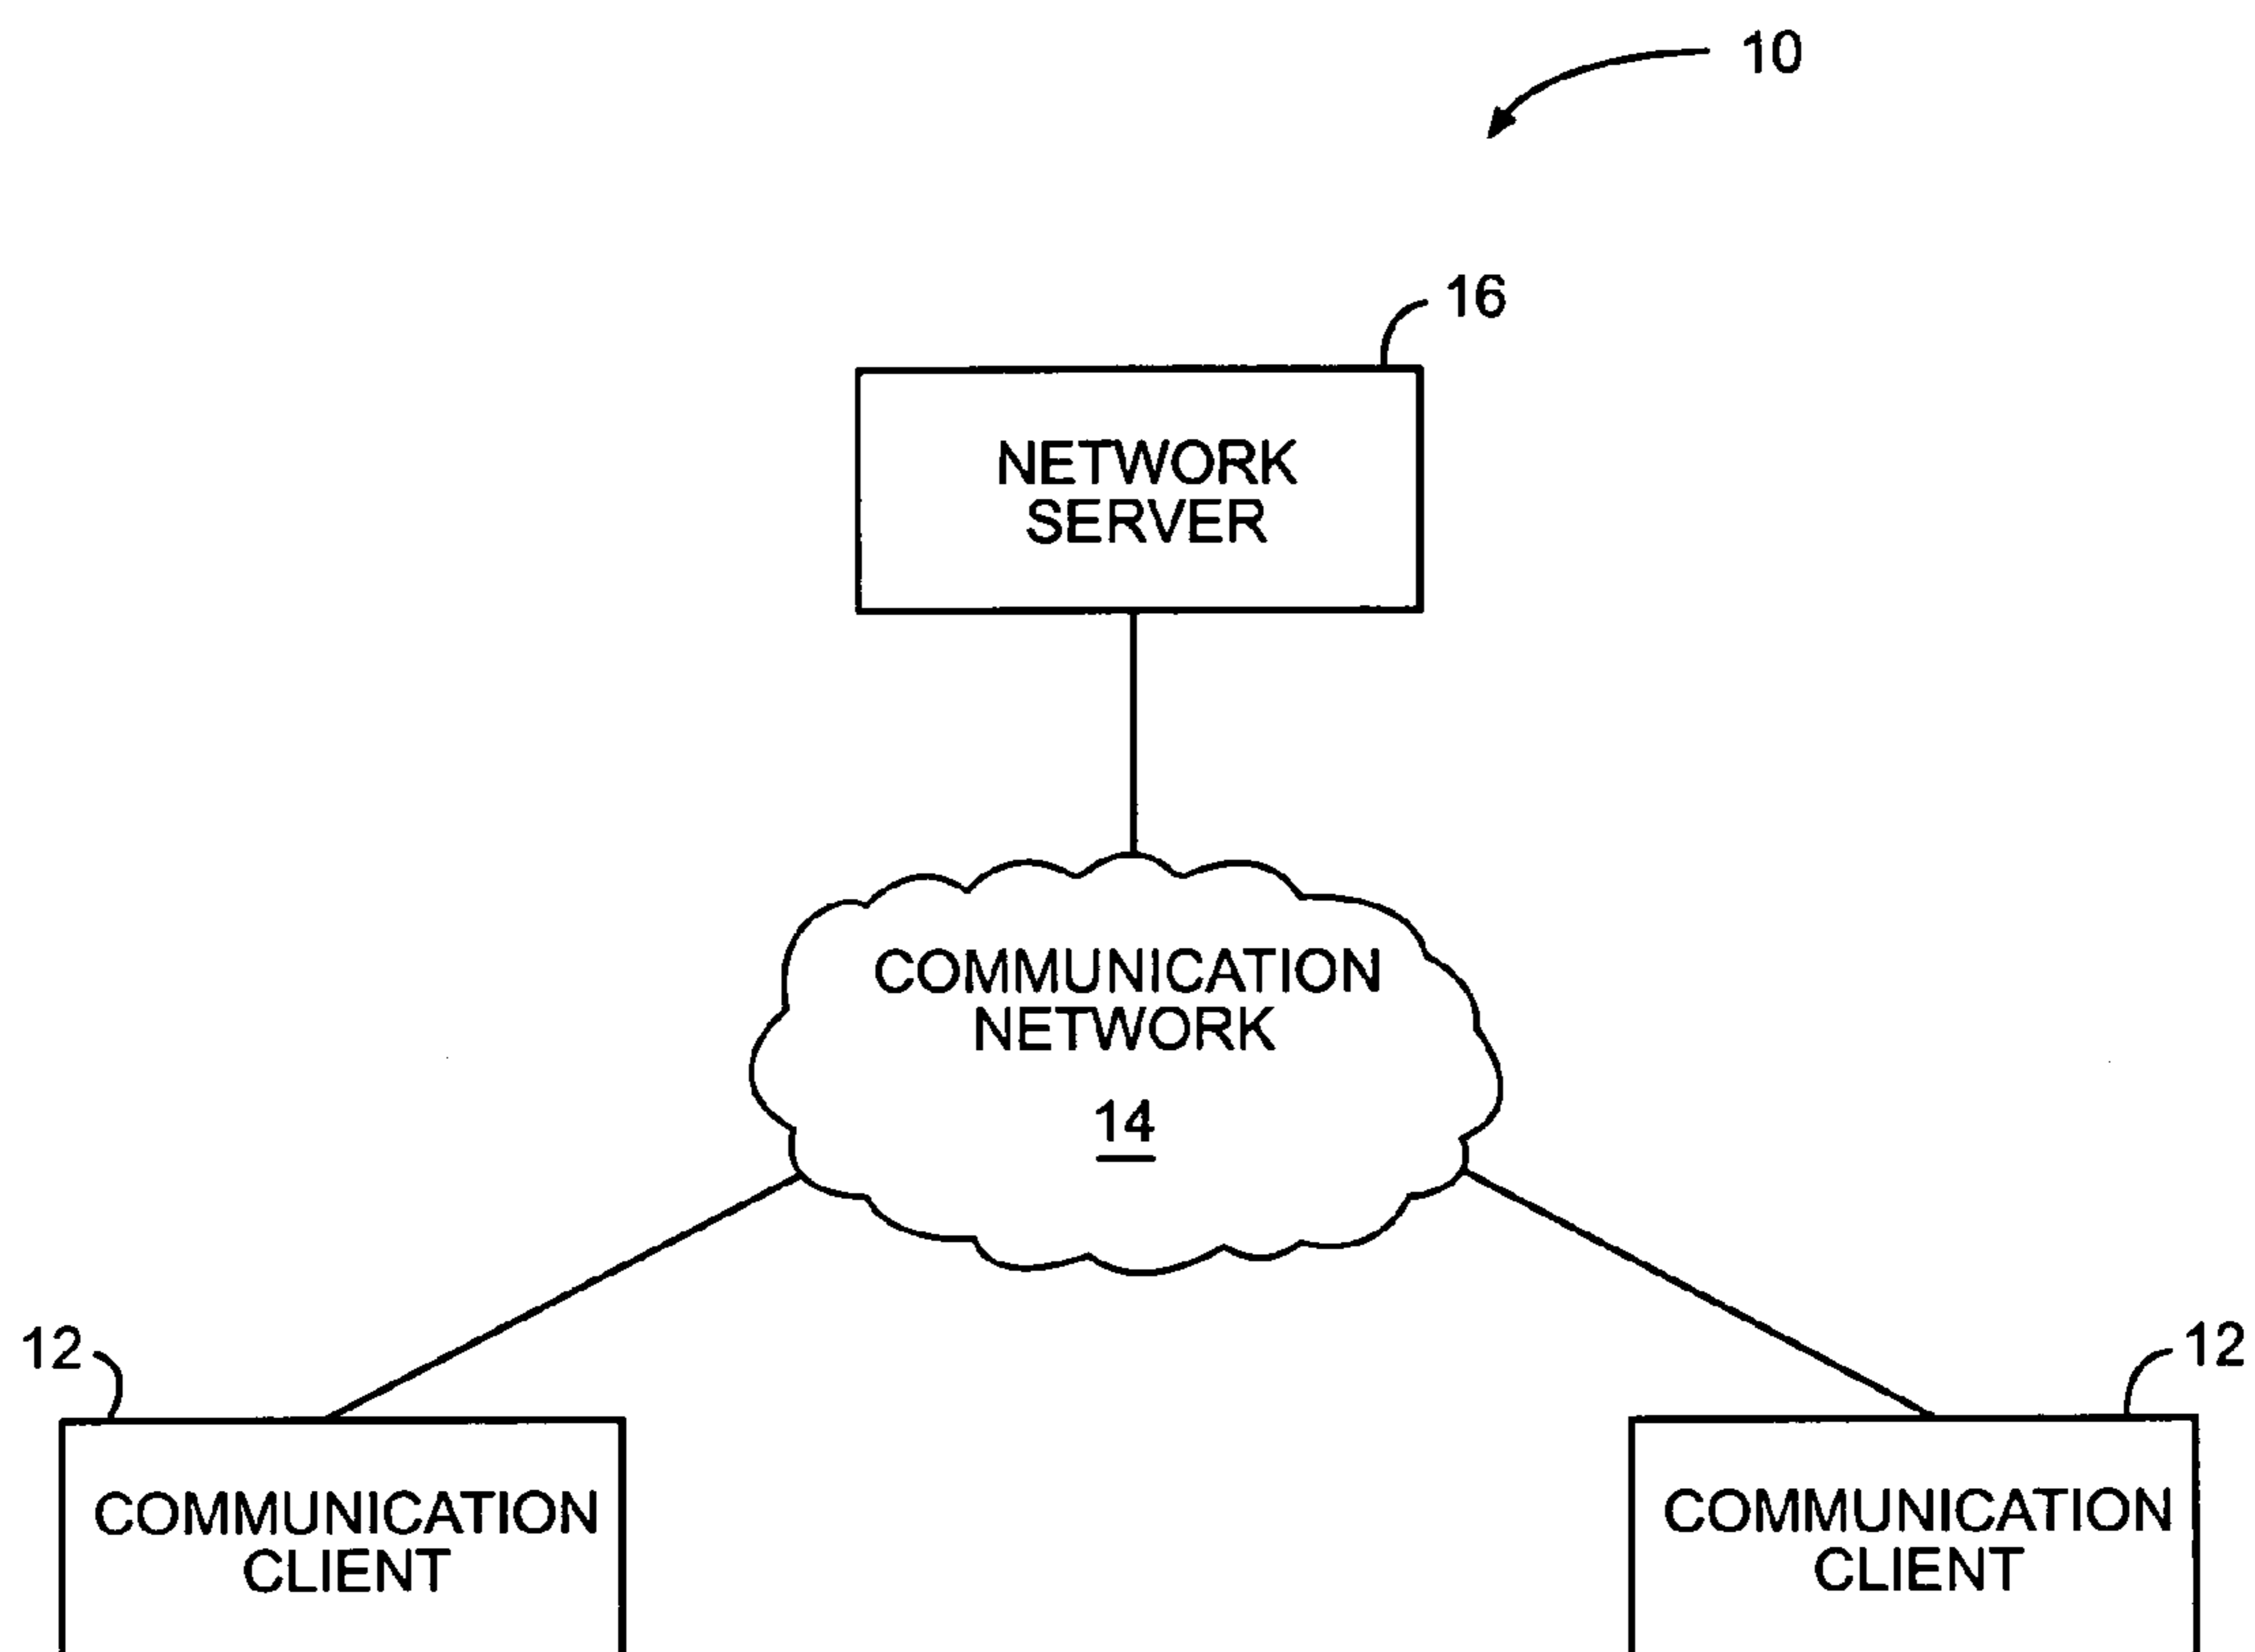 10
16
NETWORK
SERVER
COMMUNICATION
NETWORK
14
12
12
COMMUNICATION
CLIENT
COMMUNICATION
CLIENT